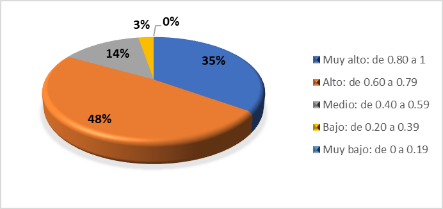 3%
0%
14%
35%
48%
Muy alto: de 0.80 a 1
Alto: de 0.60 a 0.79
Medio: de 0.40 a 0.59
Bajo: de 0.20 a 0.39
Muy bajo: de 0 a 0.19